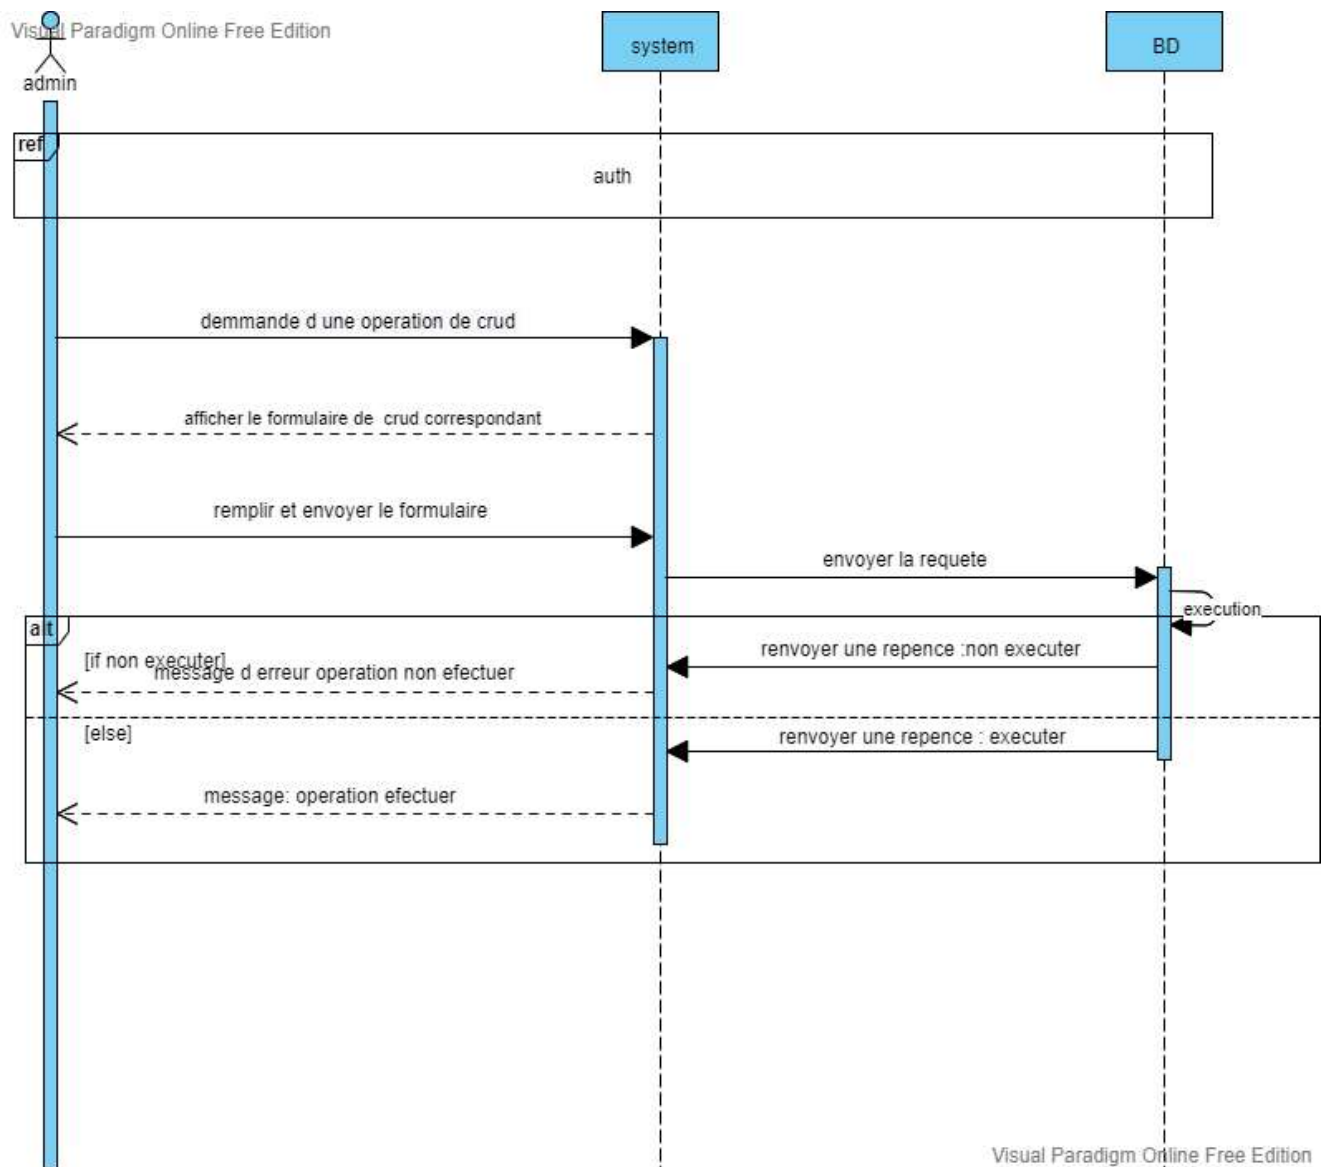 Visual Paradigm Online Free Edition
admin
system
BD
ref
auth
demmande d une operation de crud
afficher le formulaire de crud correspondant
remplir et envoyer le formulaire
envoyer la requete
execution
alt
[if non executer]
renvoyer une repence :non executer
message d erreur operation non efectuer
[else]
renvoyer une repence : executer
message: operation efectuer
Visual Paradigm Online Free Edition